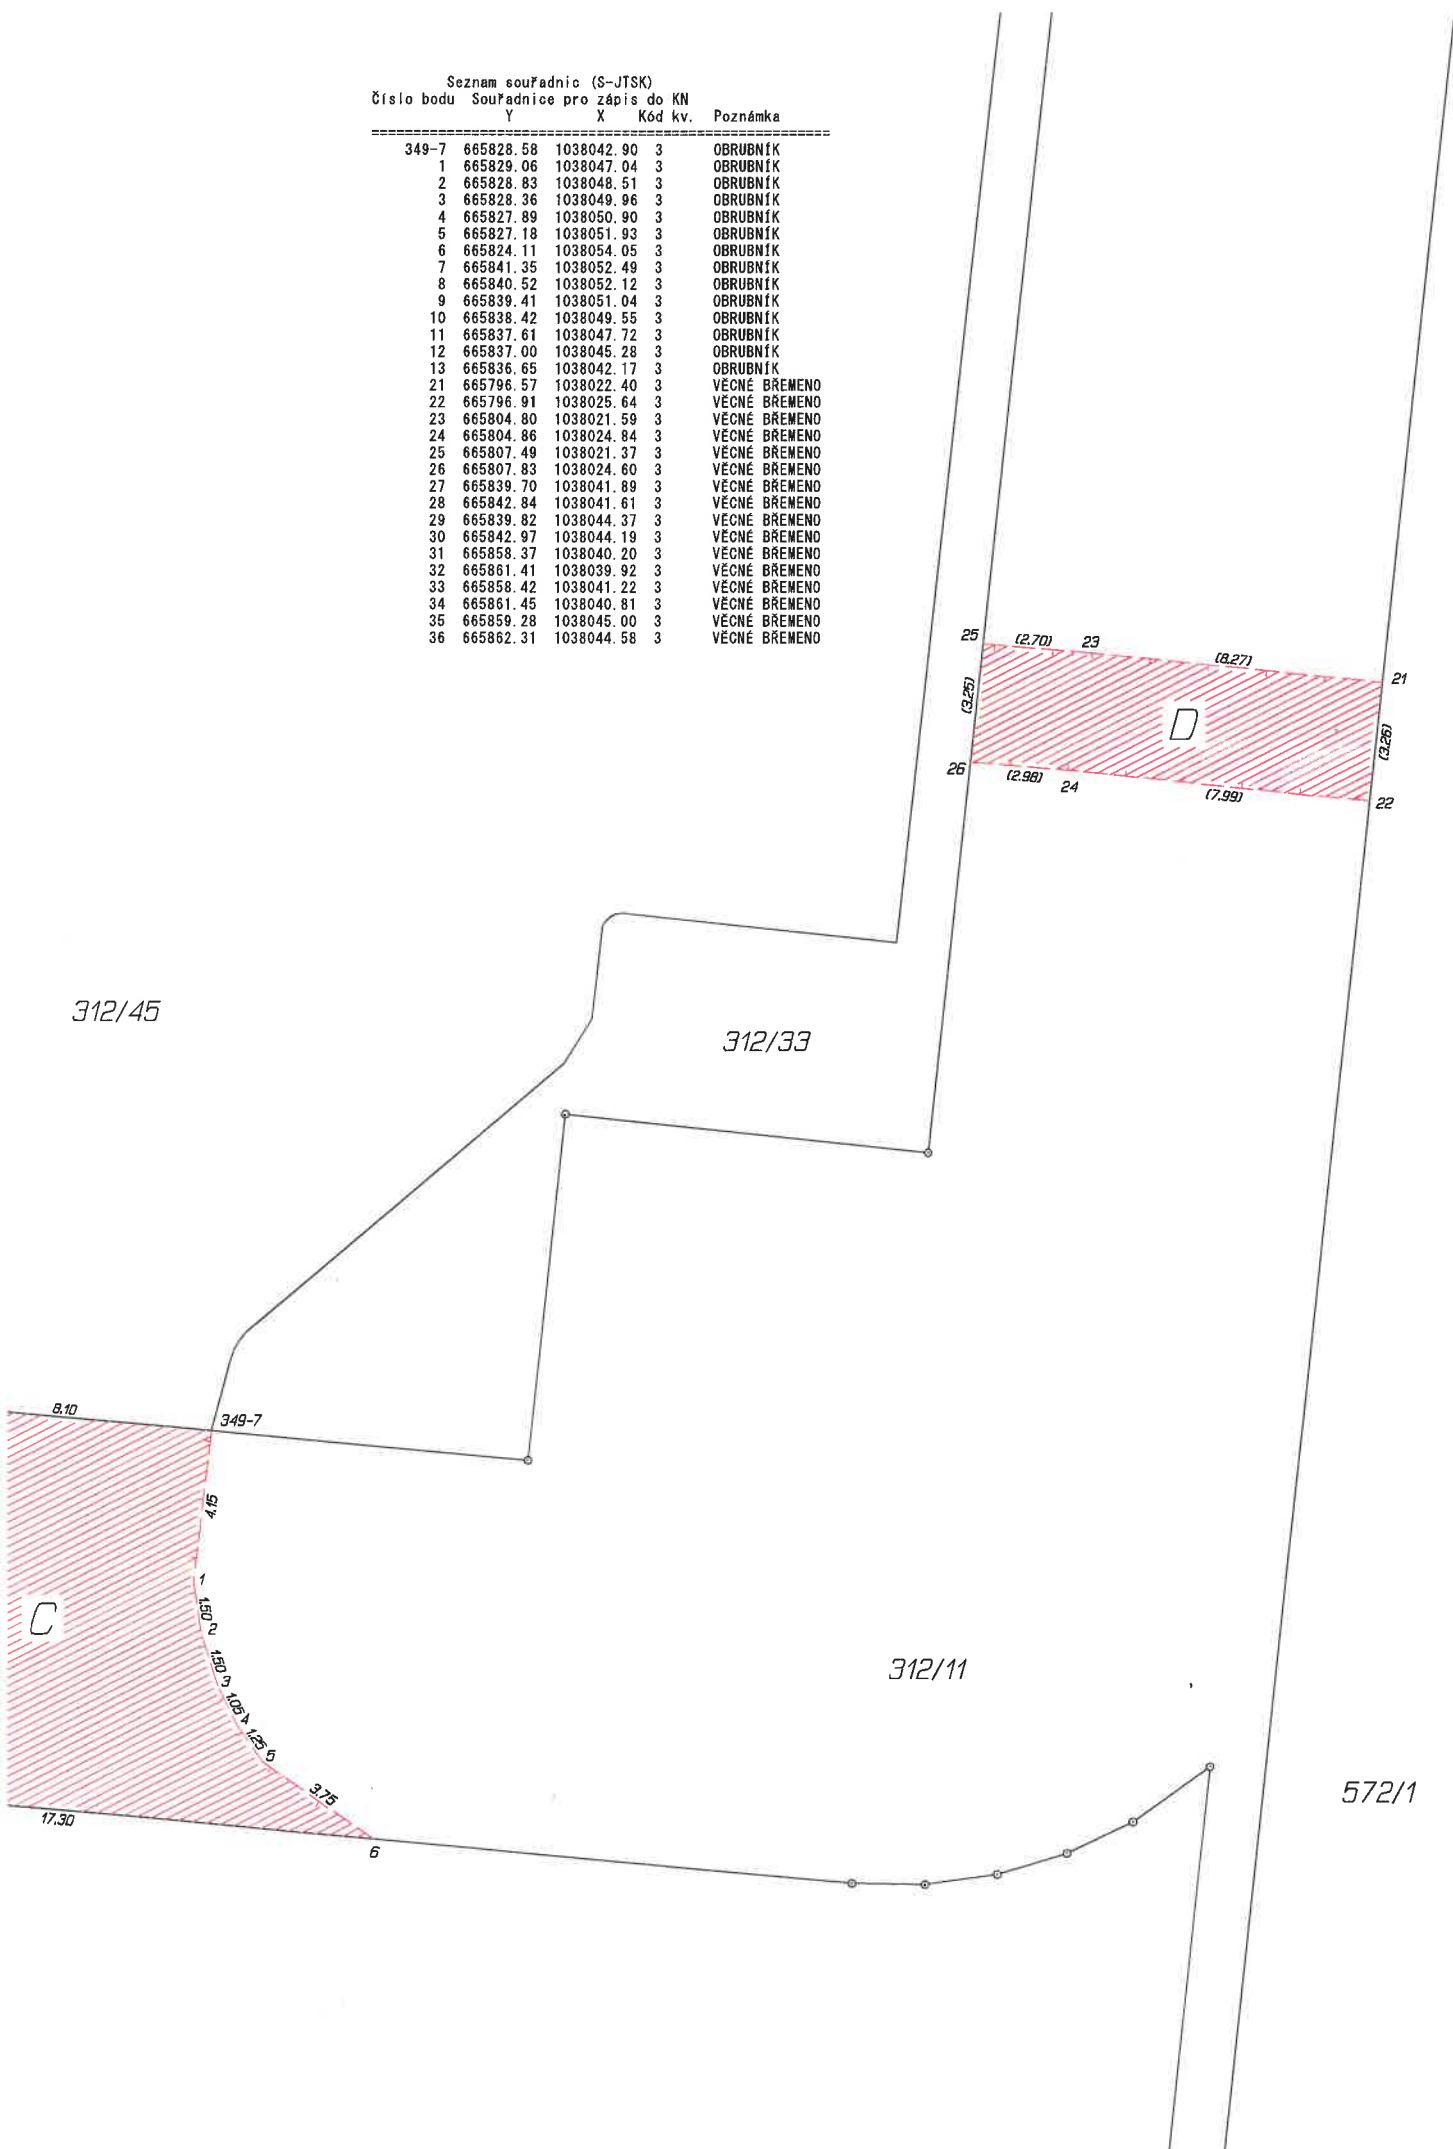 Seznam souřadnic (S-JTSK)
Číslo bodu Souřadnice pro zápis do KN
Y X Kód kv. Poznámka
349-7 665828.58 1038042.90 3 OBRUBNÍK
1 665829.06 1038047.04 3 OBRUBNÍK
2 665828.83 1038048.51 3 OBRUBNÍK
3 665828.36 1038049.96 3 OBRUBNÍK
4 665827.89 1038050.90 3 OBRUBNÍK
5 665827.18 1038051.93 3 OBRUBNÍK
6 665824.11 1038054.05 3 OBRUBNÍK
7 665841.35 1038052.49 3 OBRUBNÍK
8 665840.52 1038052.12 3 OBRUBNÍK
9 665839.41 1038051.04 3 OBRUBNÍK
10 665838.42 1038049.55 3 OBRUBNÍK
11 665837.61 1038047.72 3 OBRUBNÍK
12 665837.00 1038045.28 3 OBRUBNÍK
13 665836.65 1038042.17 3 OBRUBNÍK
21 665796.57 1038022.40 3 VĚCNÉ BŘEMENO
22 665796.91 1038025.64 3 VĚCNÉ BŘEMENO
23 665804.80 1038021.59 3 VĚCNÉ BŘEMENO
24 665804.86 1038024.84 3 VĚCNÉ BŘEMENO
25 665807.49 1038021.37 3 VĚCNÉ BŘEMENO
26 665807.83 1038024.60 3 VĚCNÉ BŘEMENO
27 665839.70 1038041.89 3 VĚCNÉ BŘEMENO
28 665842.84 1038041.61 3 VĚCNÉ BŘEMENO
29 665839.82 1038044.37 3 VĚCNÉ BŘEMENO
30 665842.97 1038044.19 3 VĚCNÉ BŘEMENO
31 665858.37 1038040.20 3 VĚCNÉ BŘEMENO
32 665861.41 1038039.92 3 VĚCNÉ BŘEMENO
33 665858.42 1038041.22 3 VĚCNÉ BŘEMENO
34 665861.45 1038040.81 3 VĚCNÉ BŘEMENO
35 665859.28 1038045.00 3 VĚCNÉ BŘEMENO
36 665862.31 1038044.58 3 VĚCNÉ BŘEMENO
25 (2.70) 23 (8.27) 21
(3.25) D (3.26)
26 (2.98) 24 (7.99) 22
312/45
312/33
8.10 349-7
4.15
1
1.50 2
C
1.50 3
1.05 4
1.25 5
312/11
3.75
572/1
17.30
6